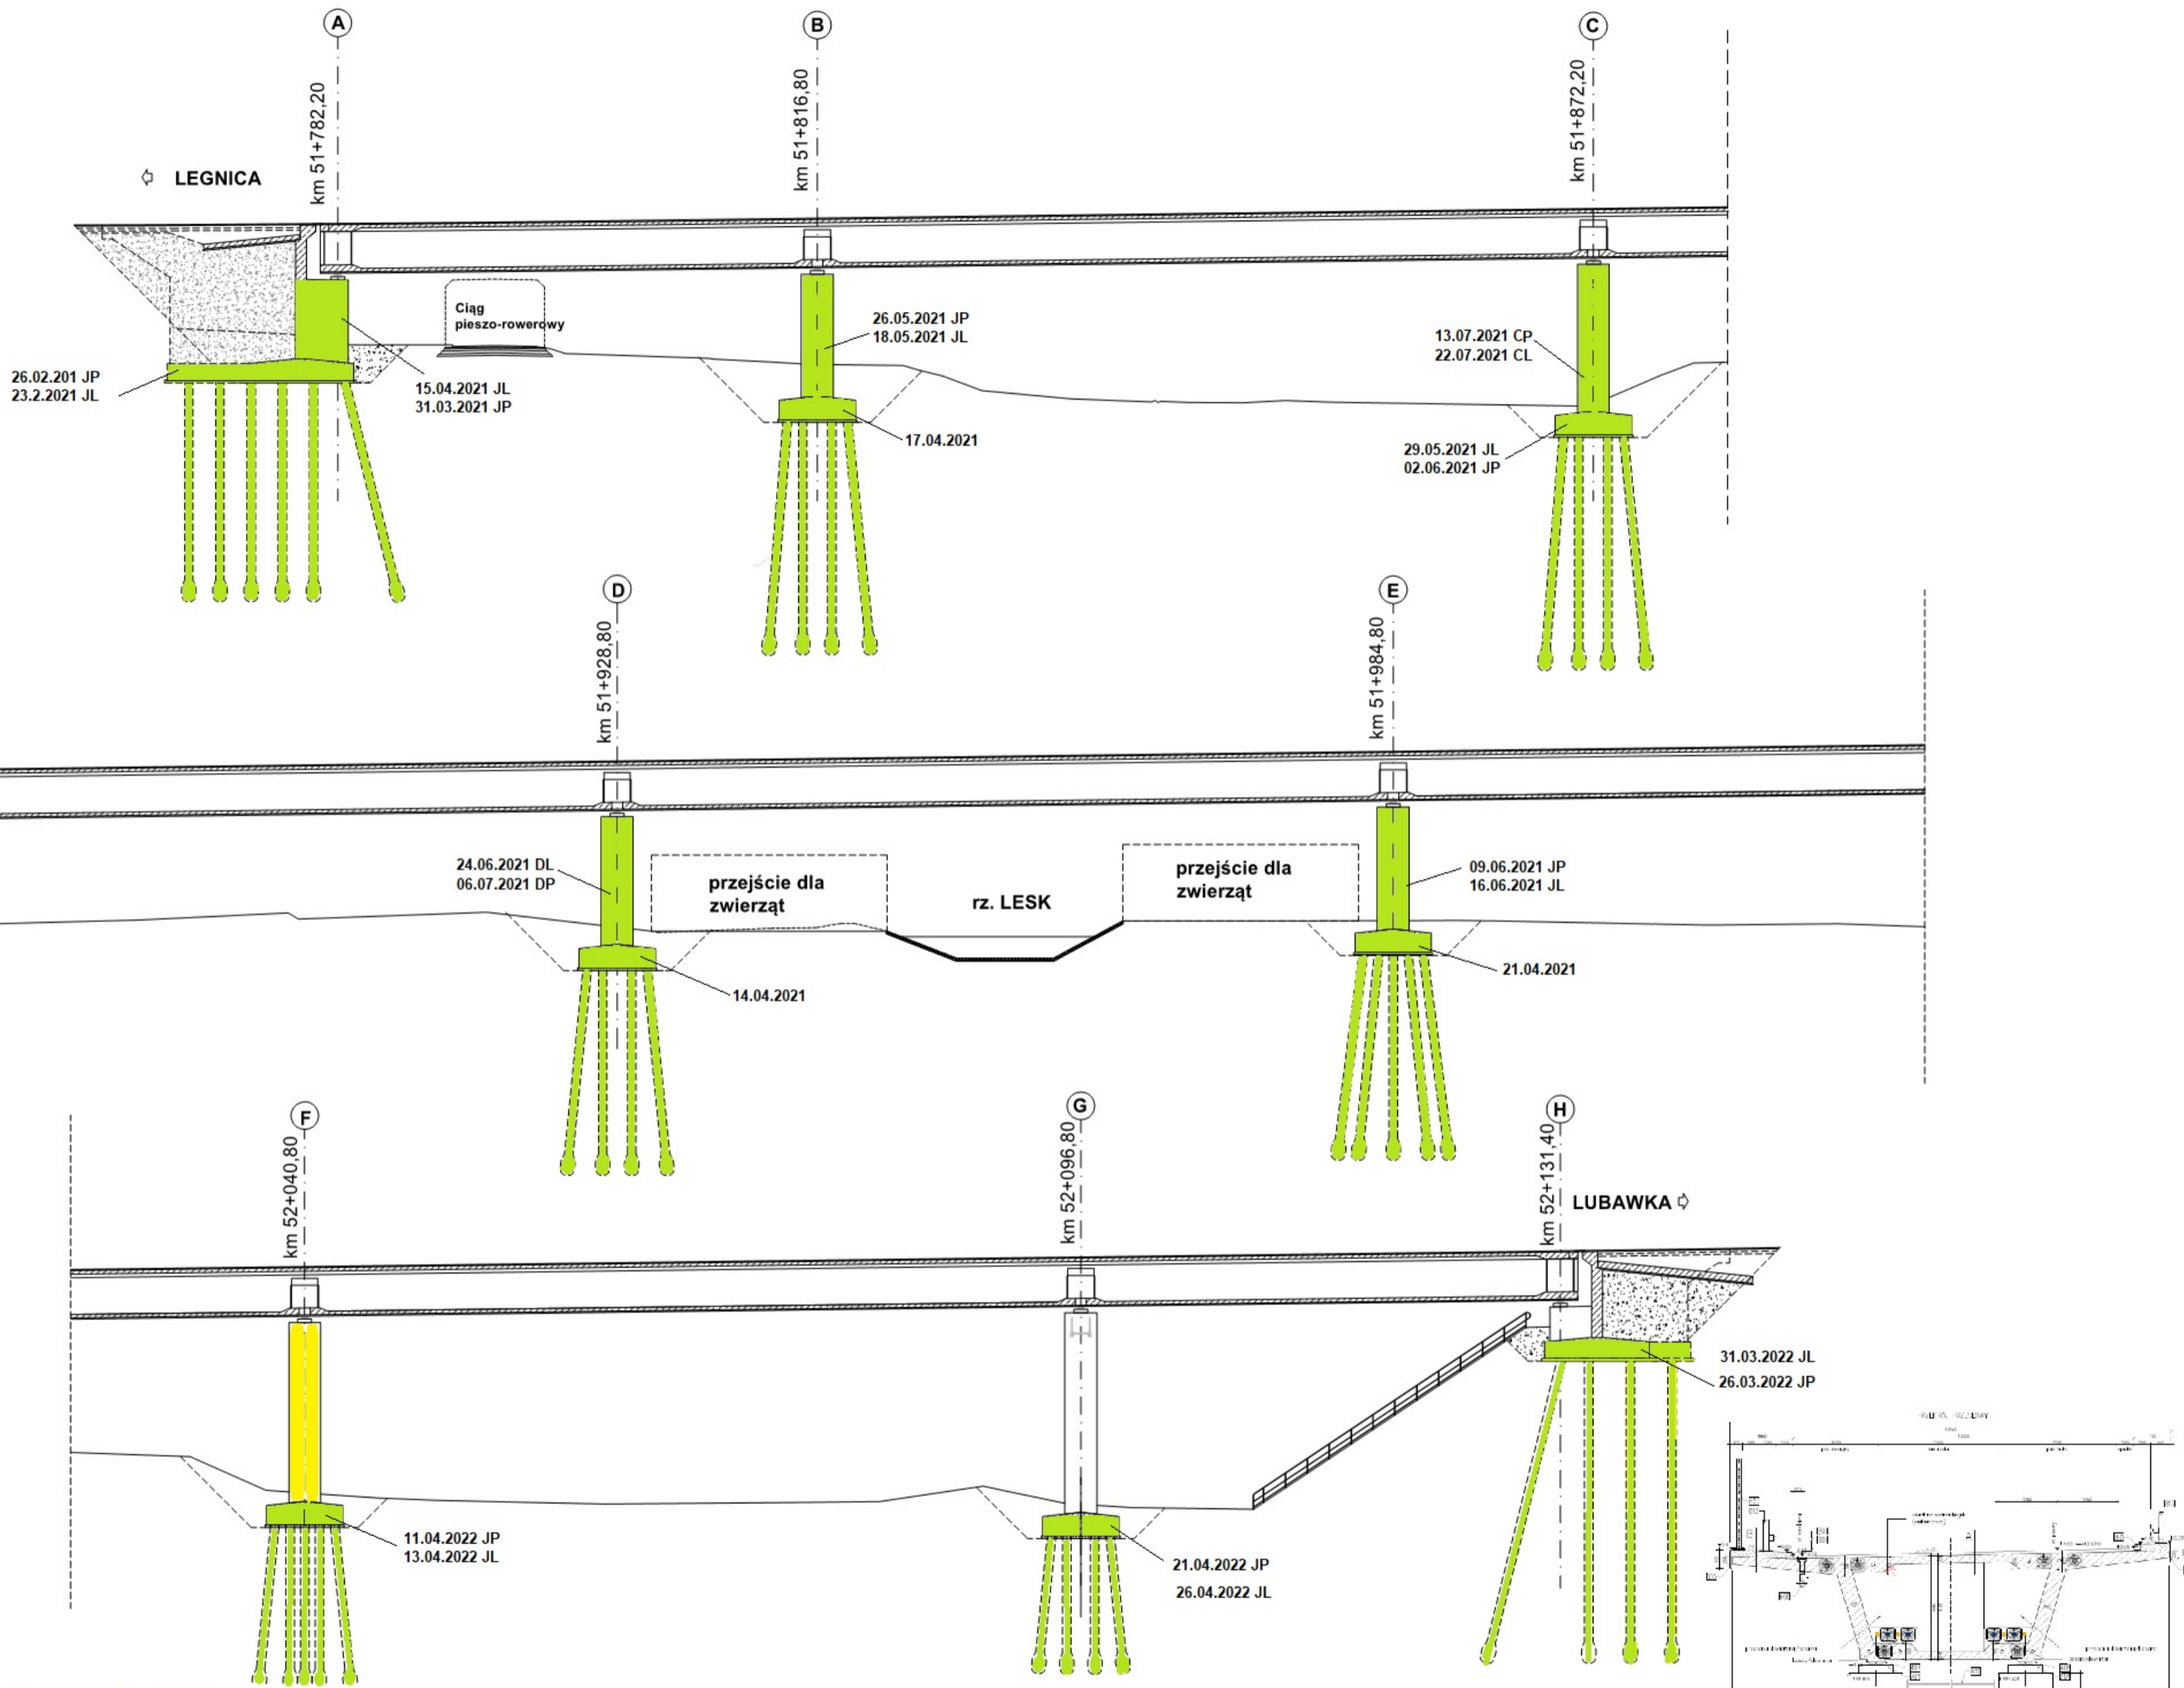 A
B
C
km 51+782,20
km 51+816,80
km 51+872,20
LEGNICA
Ciąg
pieszo-rowerowy
26.05.2021 JP
18.05.2021 JL
13.07.2021 CP
22.07.2021 CL
26.02.201 JP
23.2.2021 JL
15.04.2021 JL
31.03.2021 JP
17.04.2021
29.05.2021 JL
02.06.2021 JP
D
E
km 51+928,80
km 51+984,80
24.06.2021 DL
06.07.2021 DP
przejście dla
zwierząt
rz. LESK
przejście dla
zwierząt
09.06.2021 JP
16.06.2021 JL
14.04.2021
21.04.2021
F
G
H
km 52+040,80
km 52+096,80
km 52+131,40
LUBAWKA
31.03.2022 JL
26.03.2022 JP
11.04.2022 JP
13.04.2022 JL
21.04.2022 JP
26.04.2022 JL